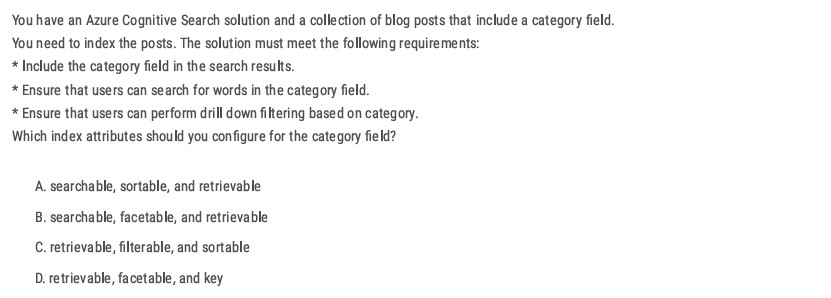 You have an Azure Cognitive Search solution and a collection of blog posts that include a category field.
You need to index the posts. The solution must meet the following requirements:
* Include the category field in the search results.
* Ensure that users can search for words in the category field.
* Ensure that users can perform drill down filtering based on category.
Which index attributes should you configure for the category field?
A. searchable, sortable, and retrievable
B. searchable, facetable, and retrievable
C. retrievable, filterable, and sortable
D. retrievable, facetable, and key